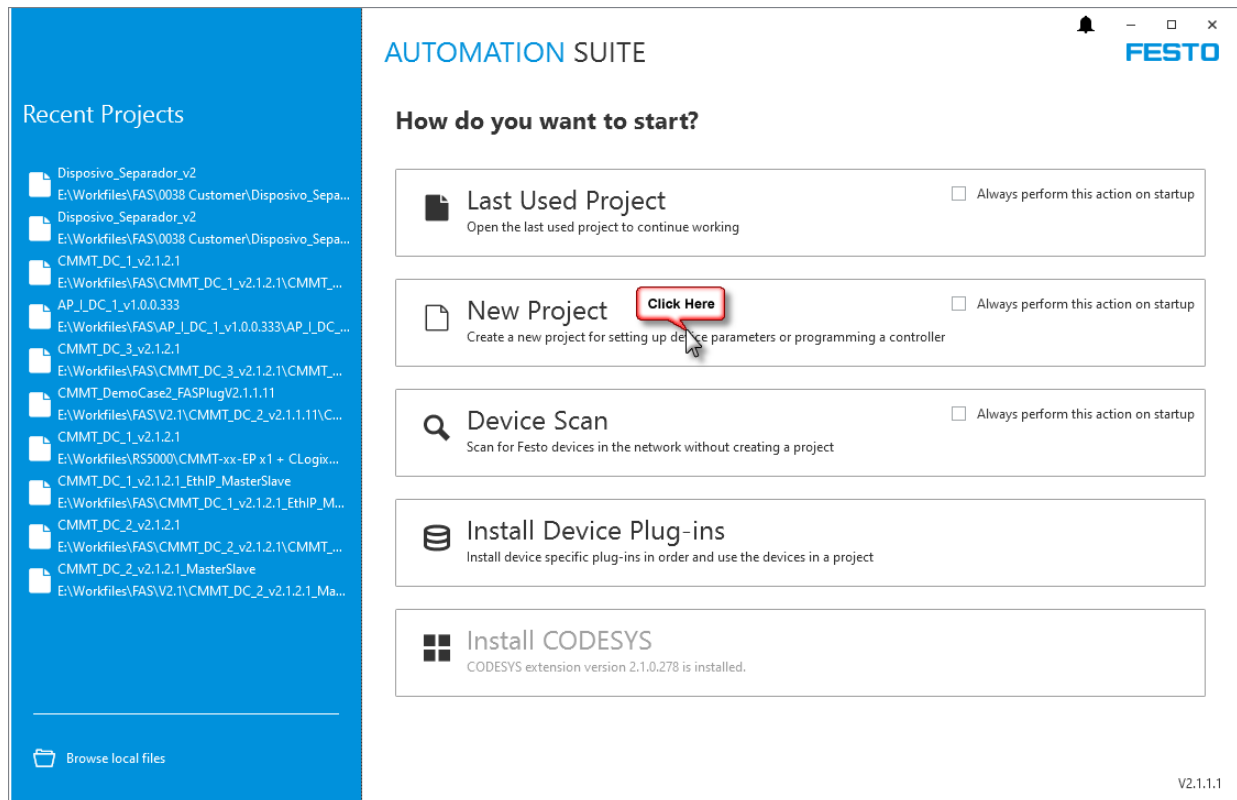 AUTOMATION SUITE
FESTO
Recent Projects
Disposivo_Separador_v2
E:\Workfiles\FAS\0038 Customer\Disposivo_Sepa...
Disposivo_Separador_v2
E:\Workfiles\FAS\0038 Customer\Disposivo_Sepa...
CMMT_DC_1_v2.1.2.1
E:\Workfiles\FAS\CMMT_DC_1_v2.1.2.1\CMMT_...
AP_I_DC_1_v1.0.0.333
E:\Workfiles\FAS\AP_I_DC_1_v1.0.0.333\AP_I_DC_...
CMMT_DC_3_v2.1.2.1
E:\Workfiles\FAS\CMMT_DC_3_v2.1.2.1\CMMT_...
CMMT_DemoCase2_FASPlugV2.1.1.11
E:\Workfiles\FAS\V2.1\CMMT_DC_2_v2.1.1.11\C...
CMMT_DC_1_v2.1.2.1
E:\Workfiles\RS5000\CMMT-xx-EP x1 + CLogix...
CMMT_DC_1_v2.1.2.1_EthIP_MasterSlave
E:\Workfiles\FAS\CMMT_DC_1_v2.1.2.1_EthIP_M...
CMMT_DC_2_v2.1.2.1
E:\Workfiles\FAS\CMMT_DC_2_v2.1.2.1\CMMT_...
CMMT_DC_2_v2.1.2.1_MasterSlave
E:\Workfiles\FAS\V2.1\CMMT_DC_2_v2.1.2.1_Ma...
Browse local files
How do you want to start?
Last Used Project
Always perform this action on startup
Open the last used project to continue working
New Project
Click Here
Always perform this action on startup
Create a new project for setting up device parameters or programming a controller
Device Scan
Always perform this action on startup
Scan for Festo devices in the network without creating a project
Install Device Plug-ins
Install device specific plug-ins in order and use the devices in a project
Install CODESYS
CODESYS extension version 2.1.0.278 is installed.
V2.1.1.1